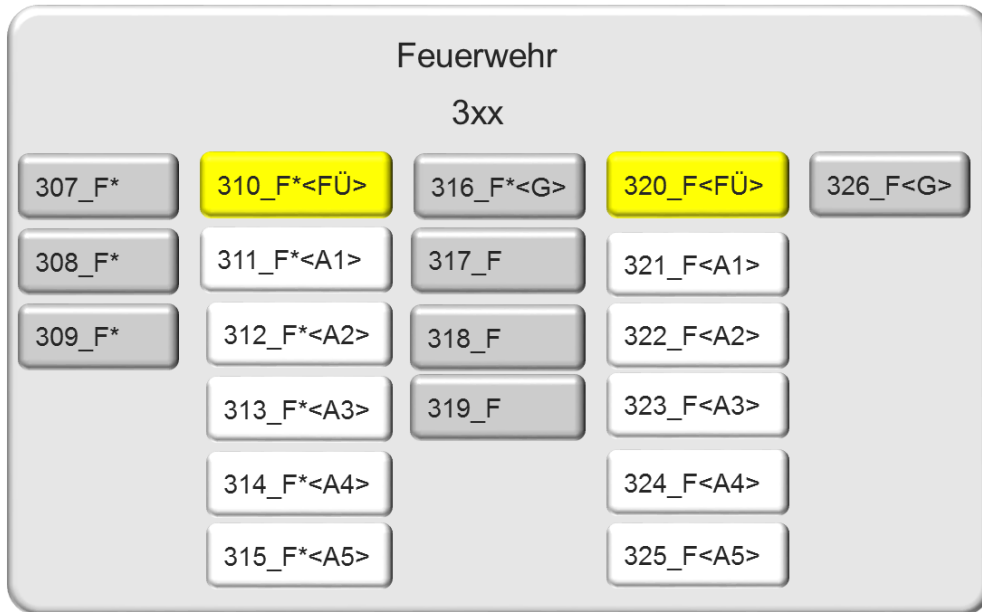 Feuerwehr
3xx
307_F*
308_F*
309_F*
310_F*<FÜ>
311_F*<A1>
312_F*<A2>
313_F*<A3>
314_F*<A4>
315_F*<A5>
316_F*<G>
317_F
318_F
319_F
320_F<FÜ>
321_F<A1>
322_F<A2>
323_F<A3>
324_F<A4>
325_F<A5>
326_F<G>